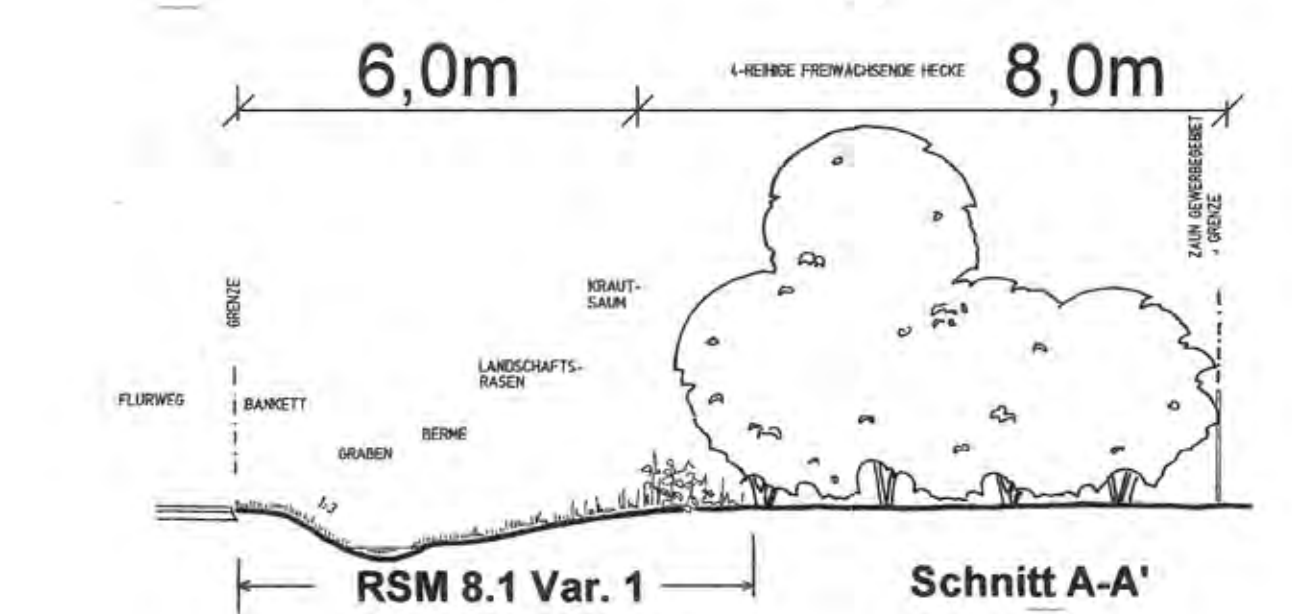 6,0m
4-REIHIGE FREIWACHSENDE HECKE
8,0m
ZAUN GEWERBEGEBIET
GRENZE
GRENZE
KRAUT-
SAUM
LANDSCHAFTS-
RASEN
FLURWEG
BANKETT
BERME
GRABEN
1:3
RSM 8.1 Var. 1
Schnitt A-A'